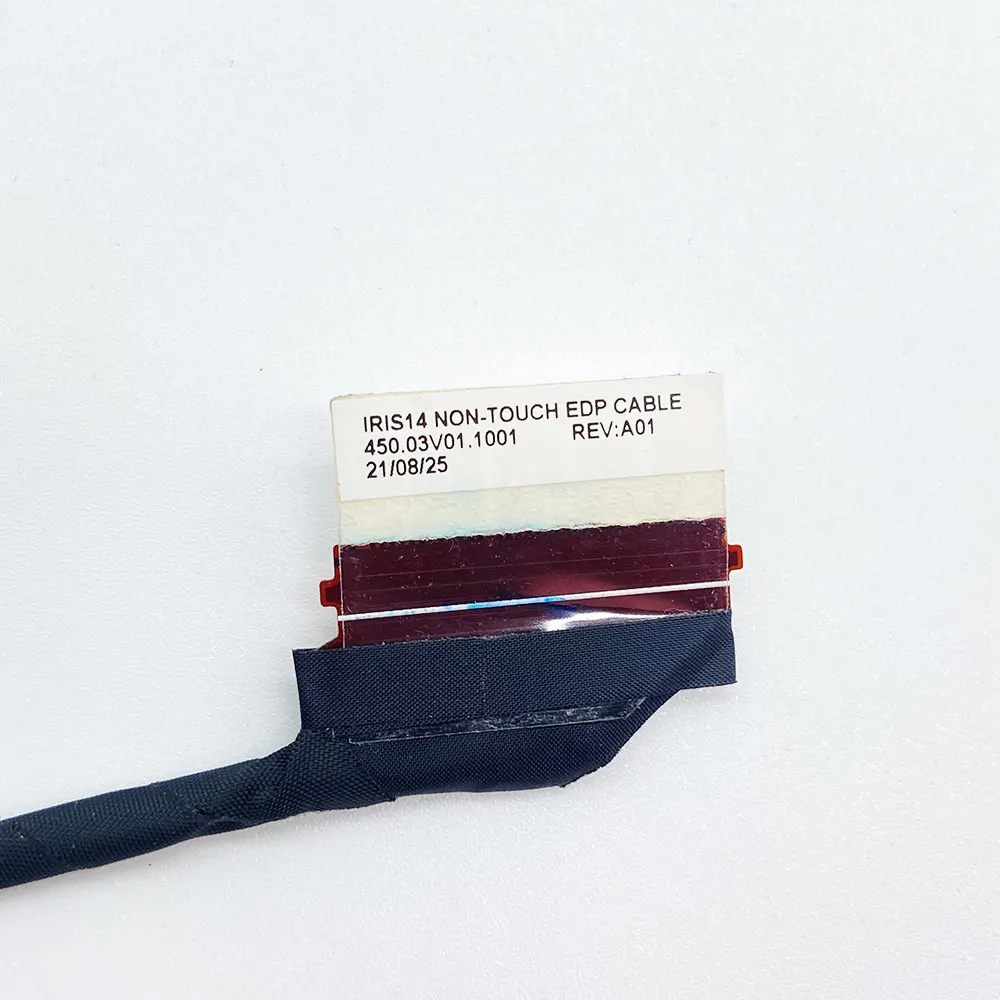 IRIS14 NON-TOUCH EDP CABLE
450.03V01.1001 REV:A01
21/08/25